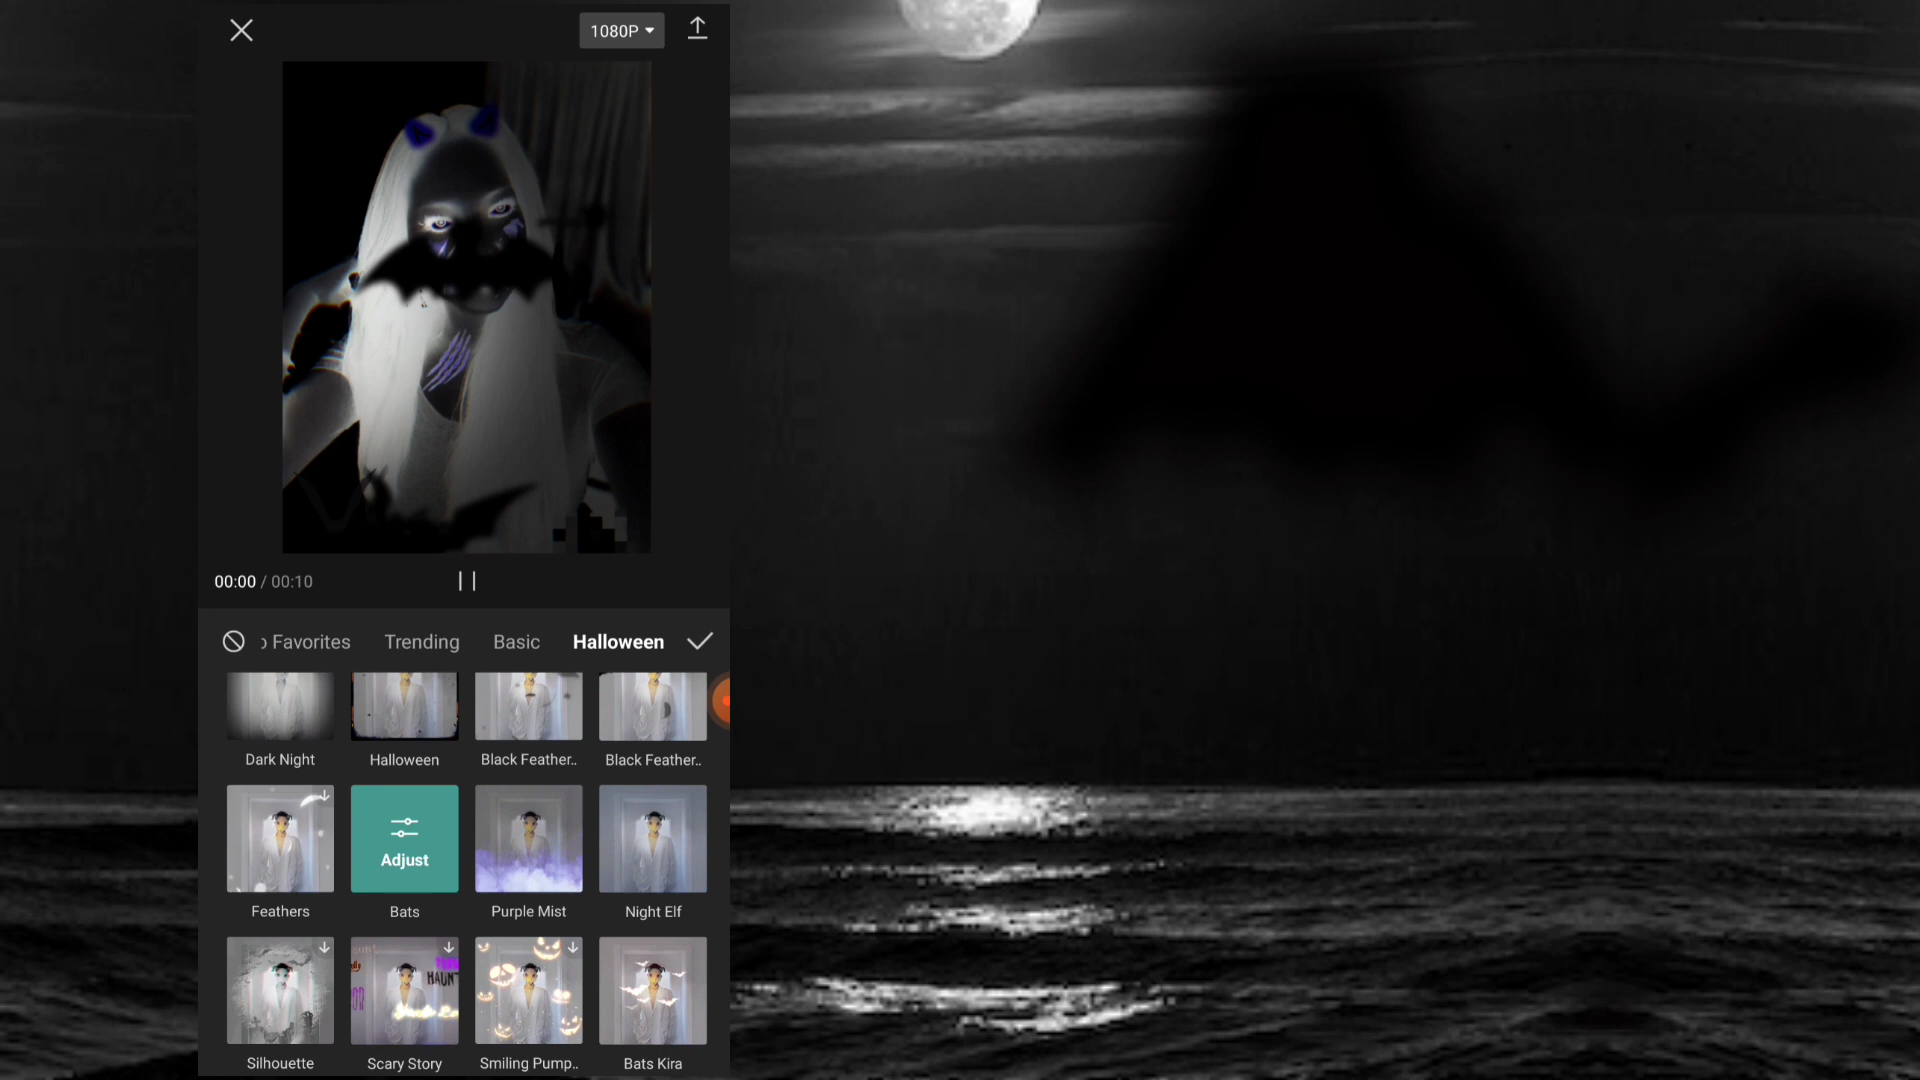 1080P
00:00 / 00:10
Favorites Trending Basic Halloween
Dark Night Halloween Black Feather.. Black Feather..
Adjust
Feathers Bats Purple Mist Night Elf
HAUNT
Silhouette Scary Story Smiling Pump.. Bats Kira